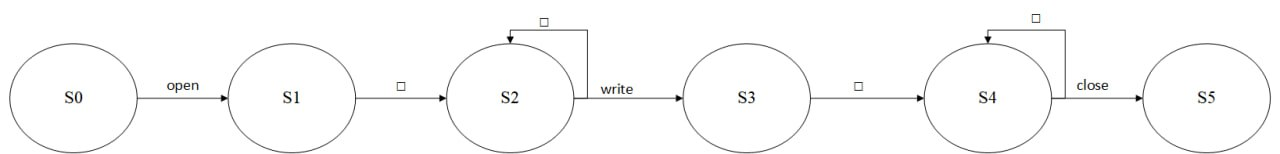 □
□
open
□
write
□
close
S0
S1
S2
S3
S4
S5